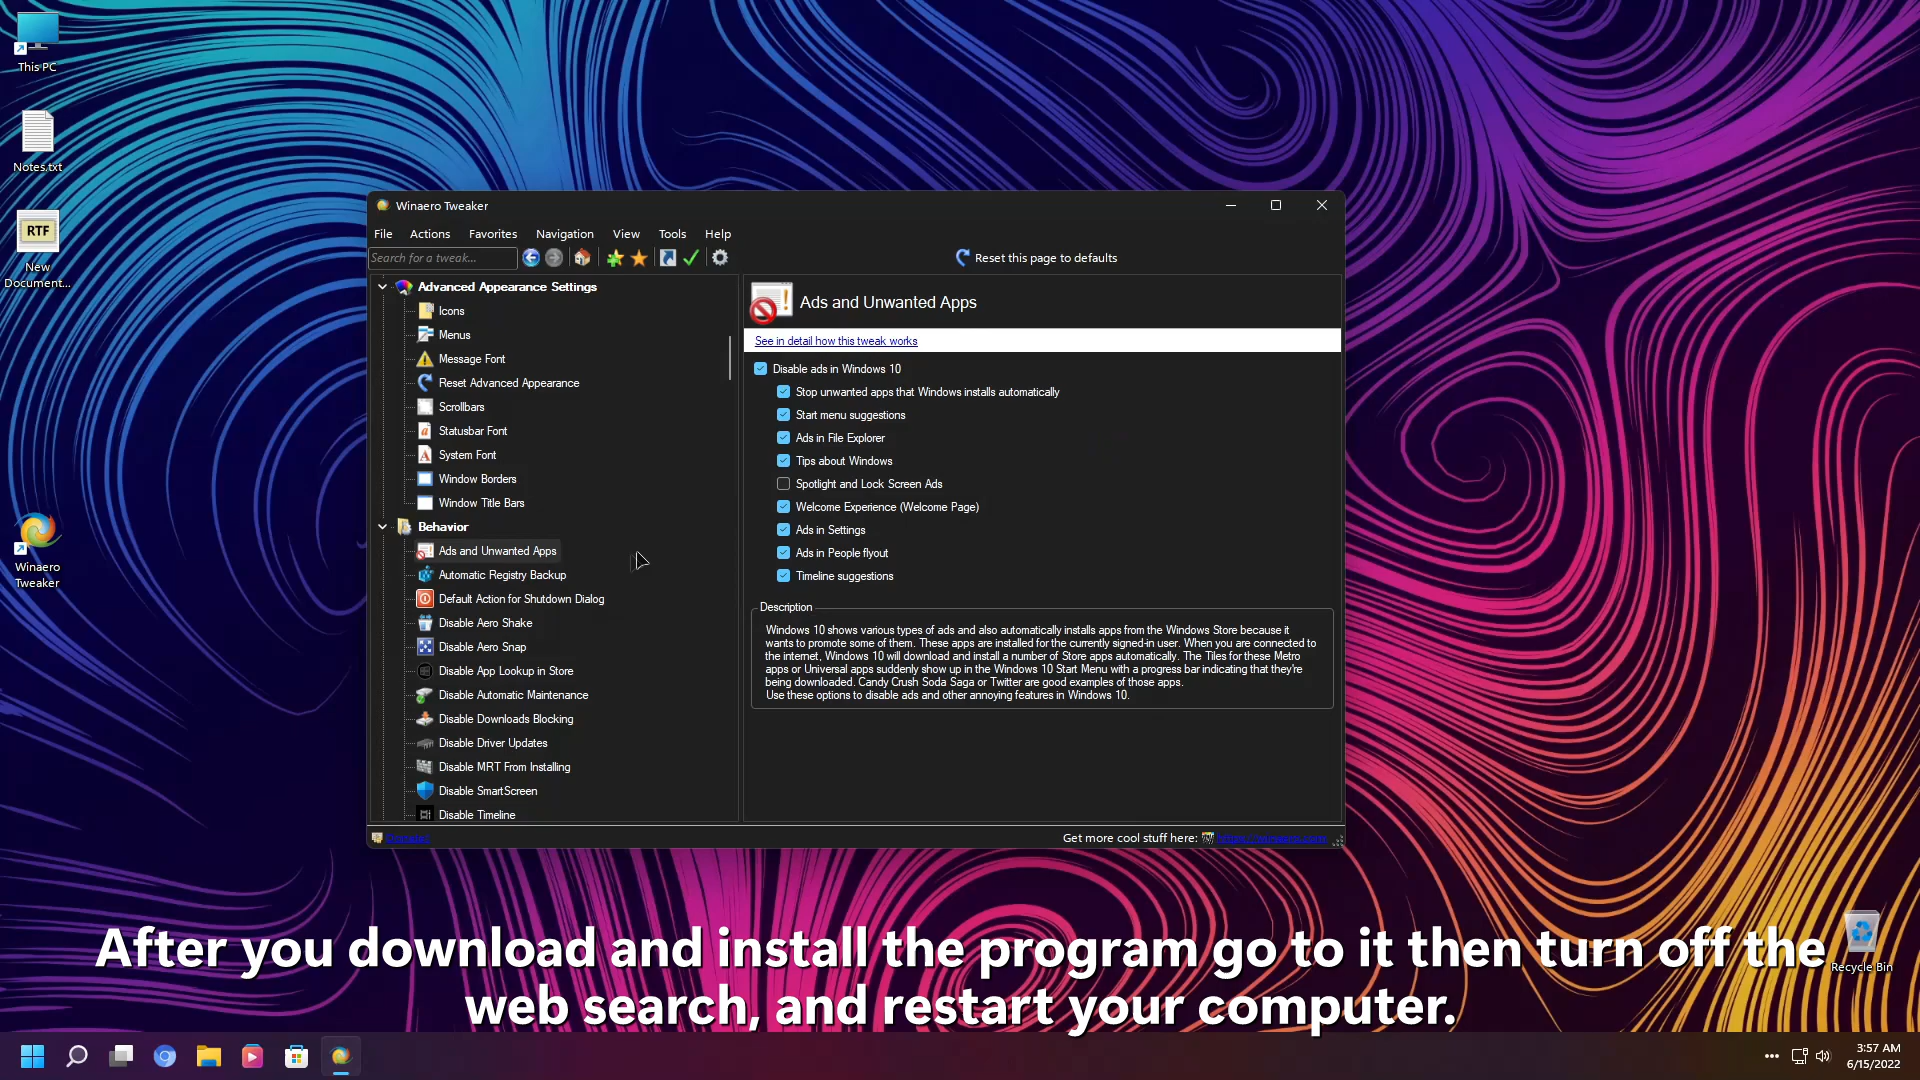 This PC
Notes.txt
RTF
New
Document...
Winaero
Tweaker
Winaero Tweaker
File Actions Favorites Navigation View Tools Help
Search for a tweak...
Reset this page to defaults
Advanced Appearance Settings
Icons
Menus
Message Font
Reset Advanced Appearance
Scrollbars
Statusbar Font
System Font
Window Borders
Window Title Bars
Behavior
Ads and Unwanted Apps
Automatic Registry Backup
Default Action for Shutdown Dialog
Disable Aero Shake
Disable Aero Snap
Disable App Lookup in Store
Disable Automatic Maintenance
Disable Downloads Blocking
Disable Driver Updates
Disable MRT From Installing
Disable SmartScreen
Disable Timeline
Ads and Unwanted Apps
See in detail how this tweak works
Disable ads in Windows 10
Stop unwanted apps that Windows installs automatically
Start menu suggestions
Ads in File Explorer
Tips about Windows
Spotlight and Lock Screen Ads
Welcome Experience (Welcome Page)
Ads in Settings
Ads in People flyout
Timeline suggestions
Description
Windows 10 shows various types of ads and also automatically installs apps from the Windows Store because it
wants to promote some of them. These apps are installed for the currently signed-in user. When you are connected to
the internet, Windows 10 will download and install a number of Store apps automatically. The Tiles for these Metro
apps or Universal apps suddenly show up in the Windows 10 Start Menu with a progress bar indicating that they're
being downloaded. Candy Crush Soda Saga or Twitter are good examples of those apps.
Use these options to disable ads and other annoying features in Windows 10.
Get more cool stuff here:
After you download and install the program go to it then turn off the
web search, and restart your computer.
Recycle Bin
3:57 AM
6/15/2022